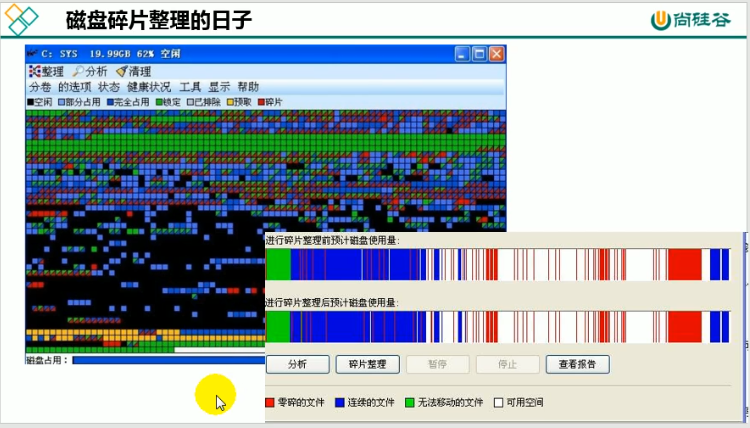 磁盘碎片整理的日子
尚硅谷
C: SYS 19.99GB 62% 空闲
整理 分析 清理
分卷 的选项 状态 健康状况 工具 显示 帮助
空闲 部分占用 完全占用 锁定 已排除 预取 碎片
进行碎片整理前预计磁盘使用量:
进行碎片整理后预计磁盘使用量:
分析 碎片整理 暂停 停止 查看报告
磁盘占用:
零碎的文件 连续的文件 无法移动的文件 可用空间